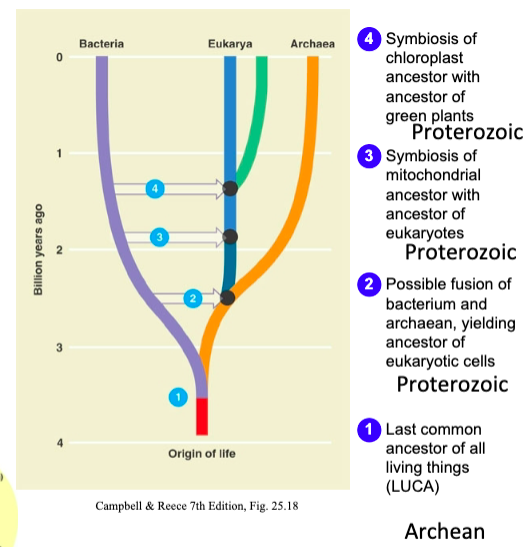 Bacteria
Eukarya
Archaea
0
1
2
3
4
Billion years ago
4
3
2
1
Origin of life
Campbell & Reece 7th Edition, Fig. 25.18
4 Symbiosis of
chloroplast
ancestor with
ancestor of
green plants
Proterozoic
3 Symbiosis of
mitochondrial
ancestor with
ancestor of
eukaryotes
Proterozoic
2 Possible fusion of
bacterium and
archaean, yielding
ancestor of
eukaryotic cells
Proterozoic
1 Last common
ancestor of all
living things
(LUCA)
Archean
)